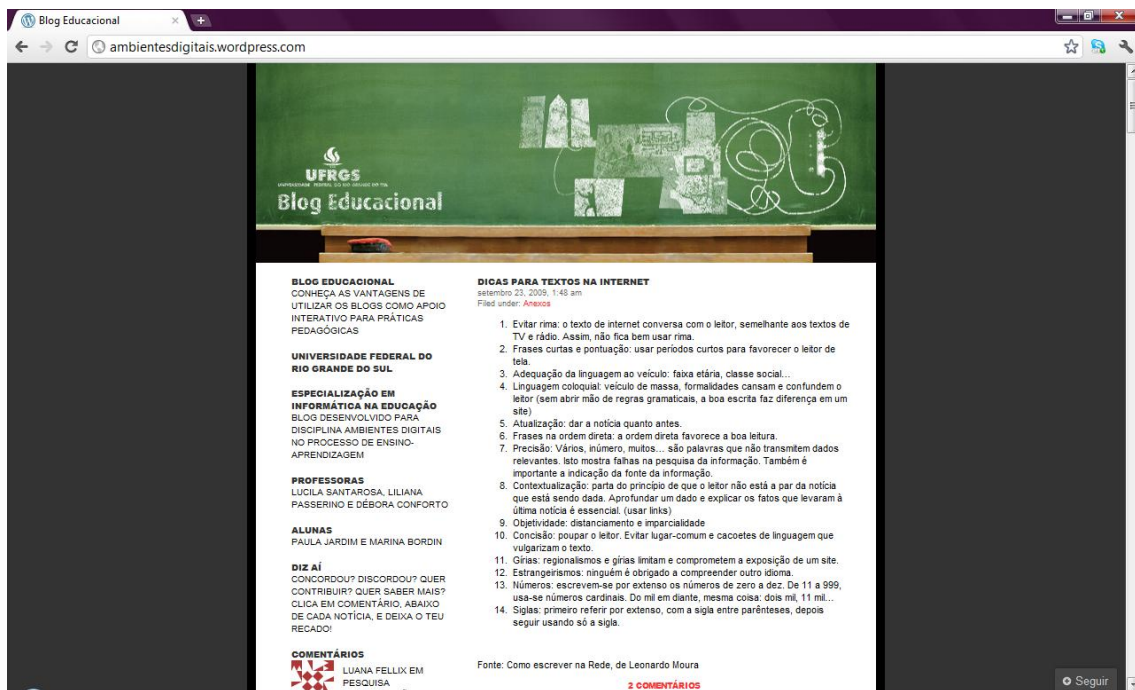 Blog Educacional
ambientesdigitais.wordpress.com
UFRGS
UNIVERSIDADE FEDERAL DO RIO GRANDE DO SUL
Blog Educacional
BLOG EDUCACIONAL
CONHEÇA AS VANTAGENS DE
UTILIZAR OS BLOGS COMO APOIO
INTERATIVO PARA PRÁTICAS
PEDAGÓGICAS
UNIVERSIDADE FEDERAL DO
RIO GRANDE DO SUL
ESPECIALIZAÇÃO EM
INFORMÁTICA NA EDUCAÇÃO
BLOG DESENVOLVIDO PARA
DISCIPLINA AMBIENTES DIGITAIS
NO PROCESSO DE ENSINO-
APRENDIZAGEM
PROFESSORAS
LUCILA SANTAROSA, LILIANA
PASSERINO E DÉBORA CONFORTO
ALUNAS
PAULA JARDIM E MARINA BORDIN
DIZ AÍ
CONCORDOU? DISCORDOU? QUER
CONTRIBUIR? QUER SABER MAIS?
CLICA EM COMENTÁRIO, ABAIXO
DE CADA NOTÍCIA, E DEIXA O TEU
RECADO!
COMENTÁRIOS
LUANA FELLIX EM
PESQUISA
DICAS PARA TEXTOS NA INTERNET
setembro 23, 2009, 1:48 am
Filed under: Anexos
1. Evitar rima: o texto de internet conversa com o leitor, semelhante aos textos de
TV e rádio. Assim, não fica bem usar rima.
2. Frases curtas e pontuação: usar períodos curtos para favorecer o leitor de
tela.
3. Adequação da linguagem ao veículo: faixa etária, classe social…
4. Linguagem coloquial: veículo de massa, formalidades cansam e confundem o
leitor (sem abrir mão de regras gramaticais, a boa escrita faz diferença em um
site)
5. Atualização: dar a notícia quanto antes.
6. Frases na ordem direta: a ordem direta favorece a boa leitura.
7. Precisão: Vários, inúmero, muitos… são palavras que não transmitem dados
relevantes. Isto mostra falhas na pesquisa da informação. Também é
importante a indicação da fonte da informação.
8. Contextualização: parta do princípio de que o leitor não está a par da notícia
que está sendo dada. Aprofundar um dado e explicar os fatos que levaram à
última notícia é essencial. (usar links)
9. Objetividade: distanciamento e imparcialidade
10. Concisão: poupar o leitor. Evitar lugar-comum e cacoetes de linguagem que
vulgarizam o texto.
11. Gírias: regionalismos e gírias limitam e comprometem a exposição de um site.
12. Estrangeirismos: ninguém é obrigado a compreender outro idioma.
13. Números: escrevem-se por extenso os números de zero a dez. De 11 a 999,
usa-se números cardinais. Do mil em diante, mesma coisa: dois mil, 11 mil…
14. Siglas: primeiro referir por extenso, com a sigla entre parênteses, depois
seguir usando só a sigla.
Fonte: Como escrever na Rede, de Leonardo Moura
2 COMENTÁRIOS
Seguir